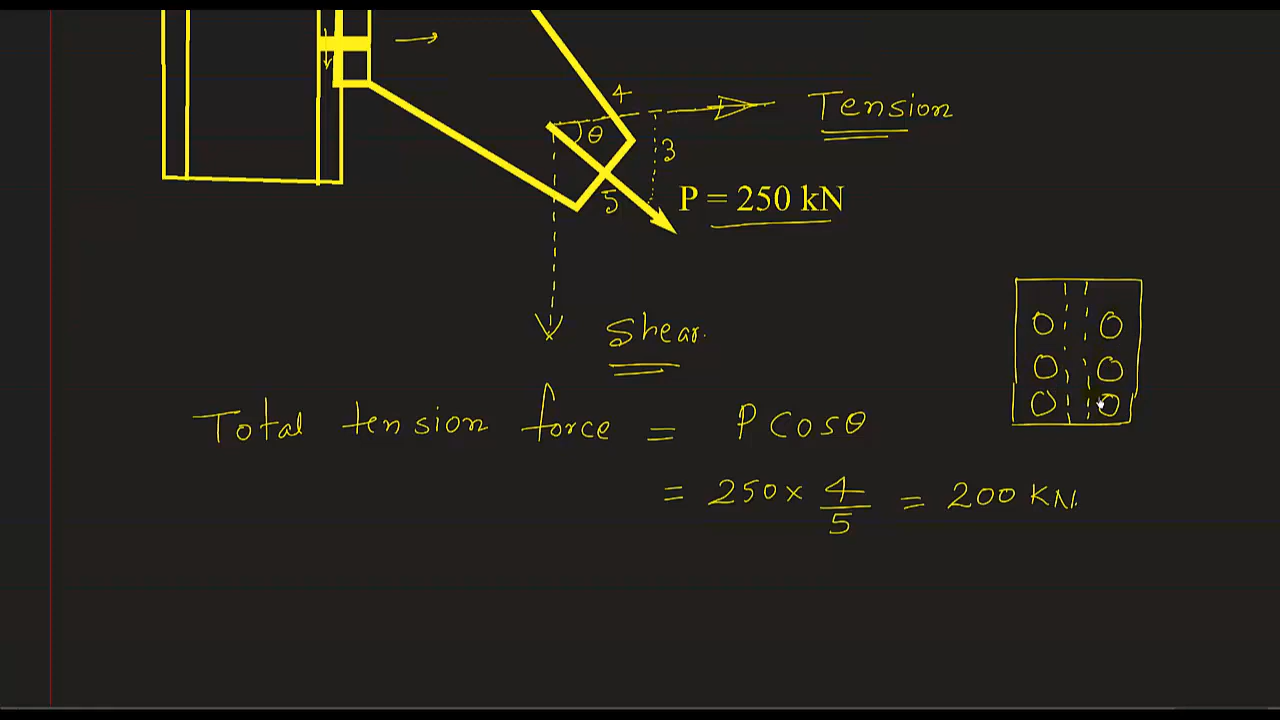 4
Tension
θ
3
5
P = 250 kN
Shear.
Total tension force = P Cosθ
= 250 × 4/5 = 200 KN.